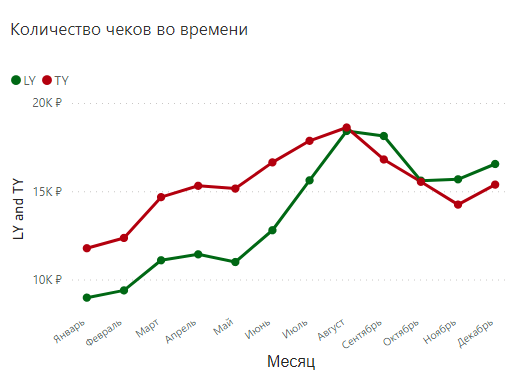 Количество чеков во времени
LY TY
20K ₽
15K ₽
10K ₽
LY and TY
Январь
Февраль
Март
Апрель
Май
Июнь
Июль
Август
Сентябрь
Октябрь
Ноябрь
Декабрь
Месяц